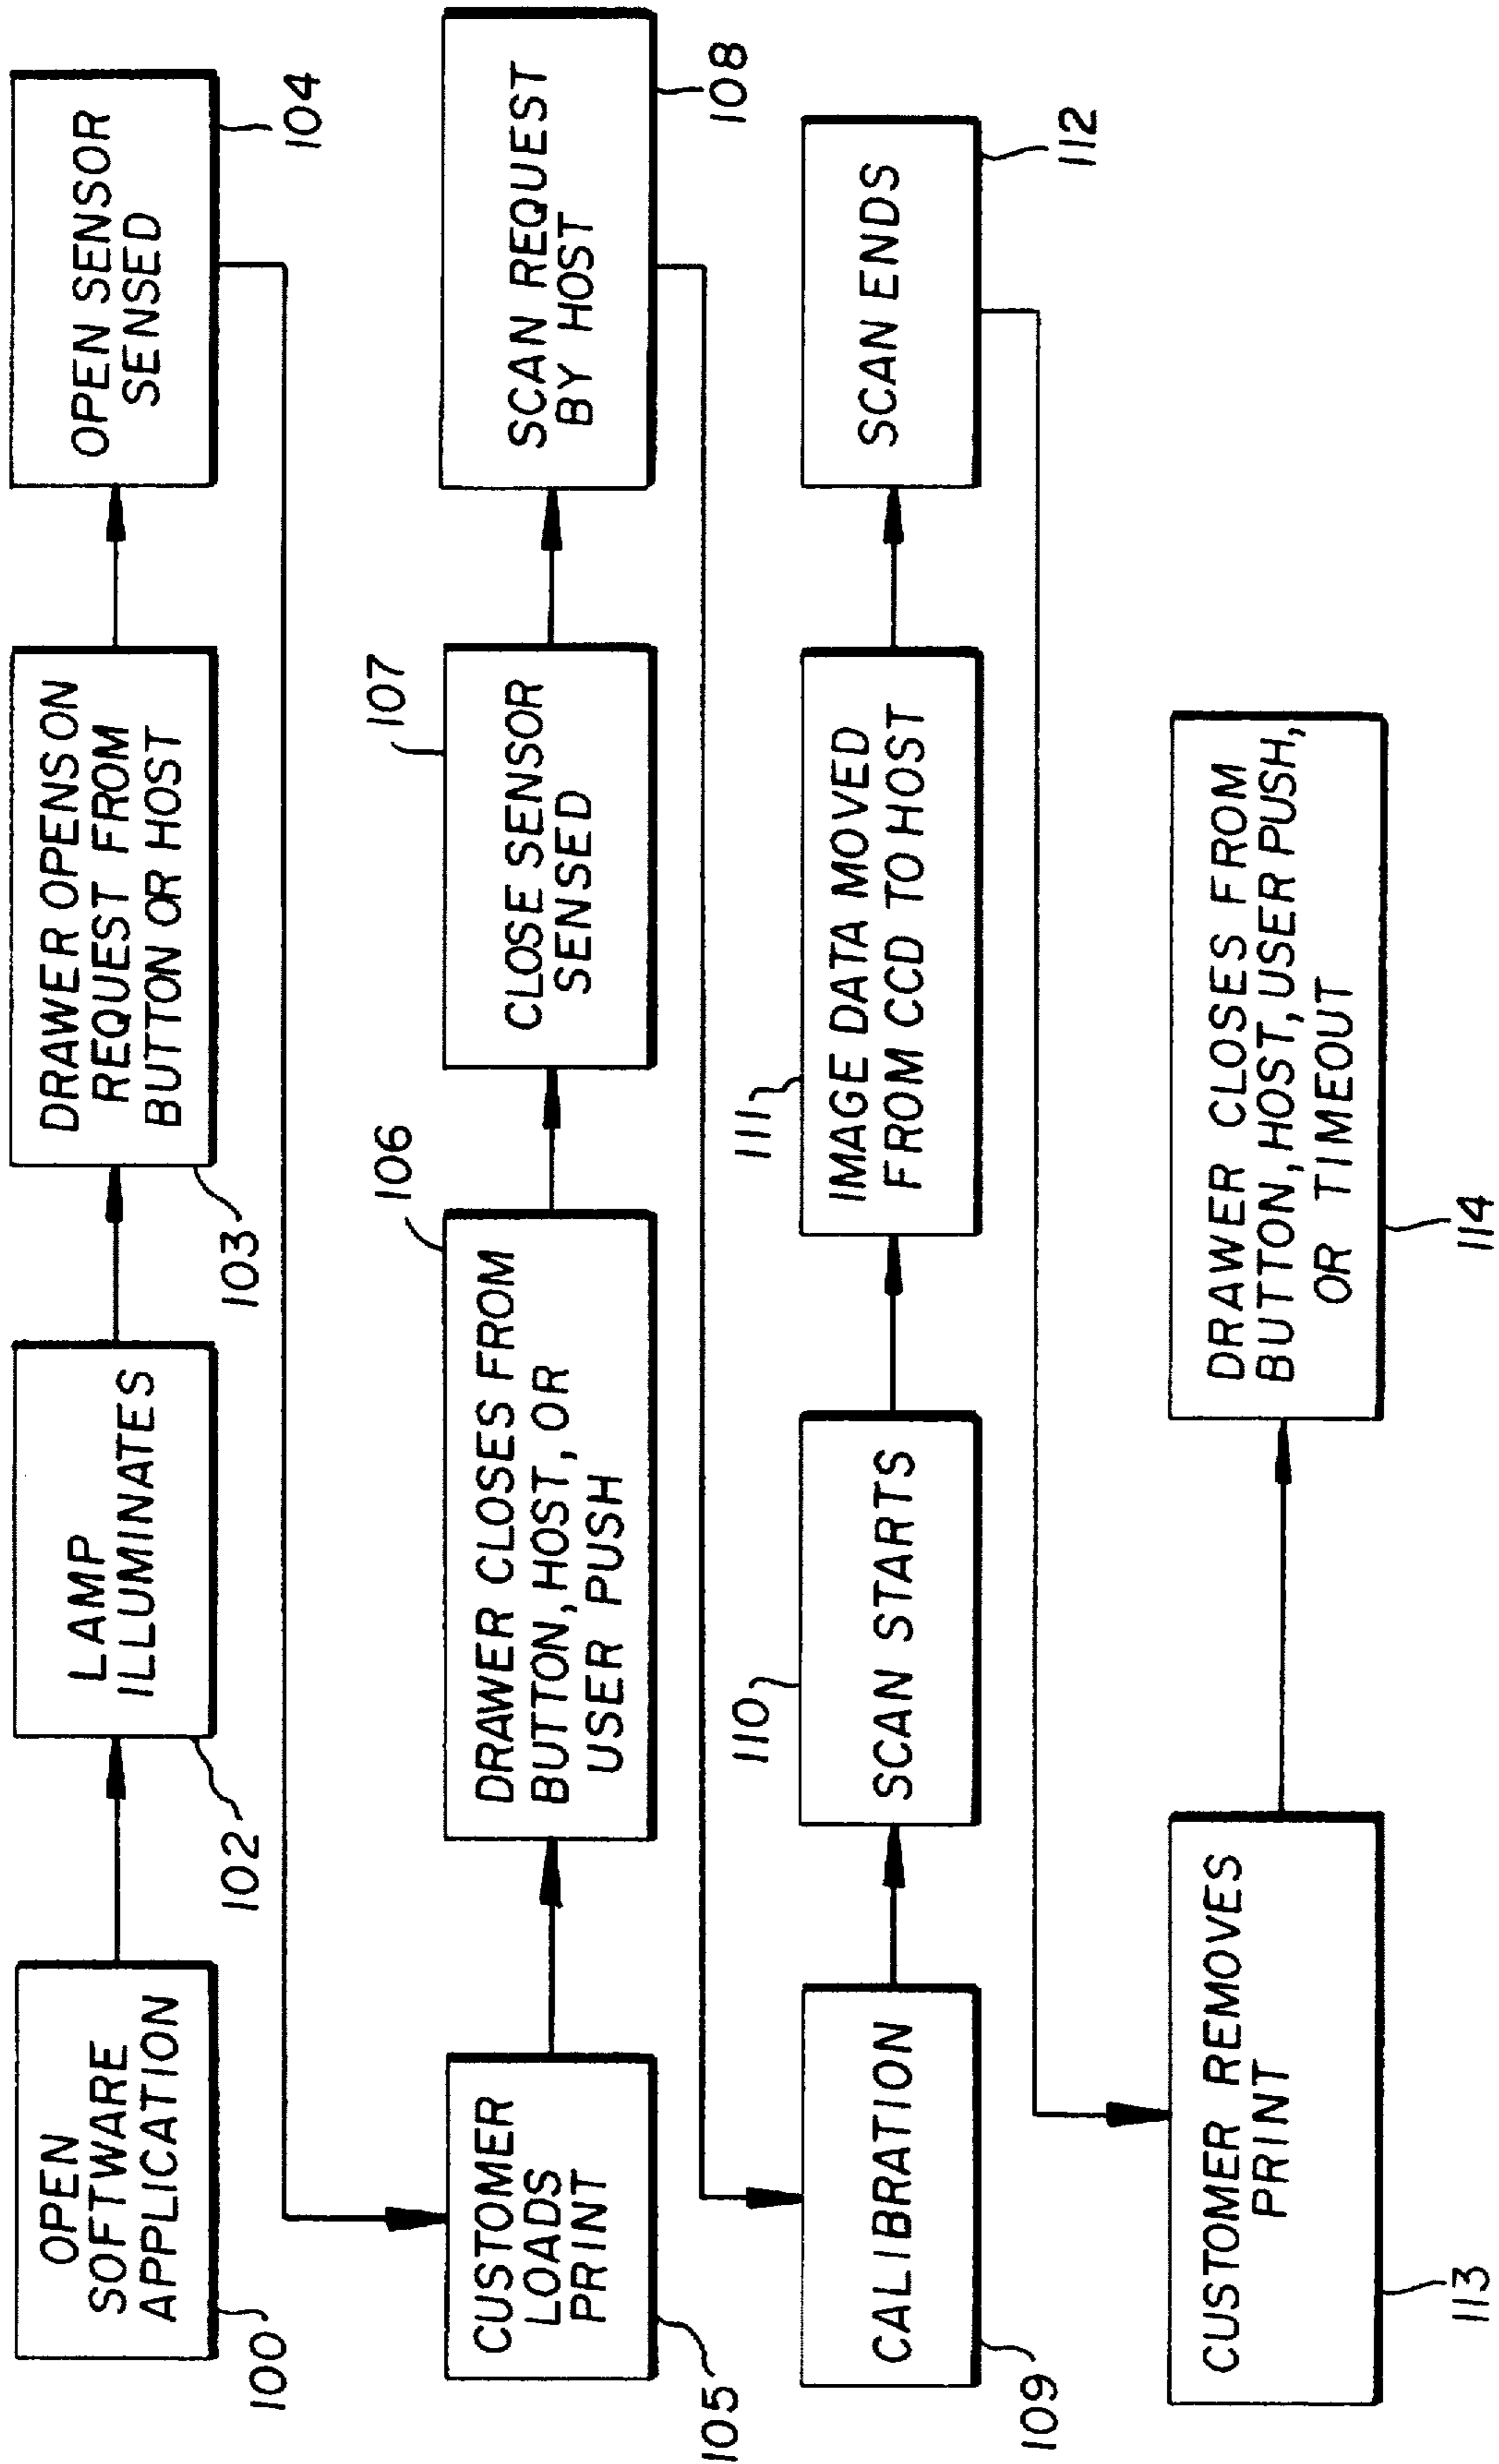 OPEN
SOFTWARE
APPLICATION
100
LAMP
ILLUMINATES
102
DRAWER OPENS ON
REQUEST FROM
BUTTON OR HOST
103
OPEN SENSOR
SENSED
104
CUSTOMER
LOADS
PRINT
105
DRAWER CLOSES FROM
BUTTON, HOST, OR
USER PUSH
106
CLOSE SENSOR
SENSED
107
SCAN REQUEST
BY HOST
108
CALIBRATION
109
SCAN STARTS
110
IMAGE DATA MOVED
FROM CCD TO HOST
111
SCAN ENDS
112
CUSTOMER REMOVES
PRINT
113
DRAWER CLOSES FROM
BUTTON, HOST, USER PUSH,
OR TIMEOUT
114